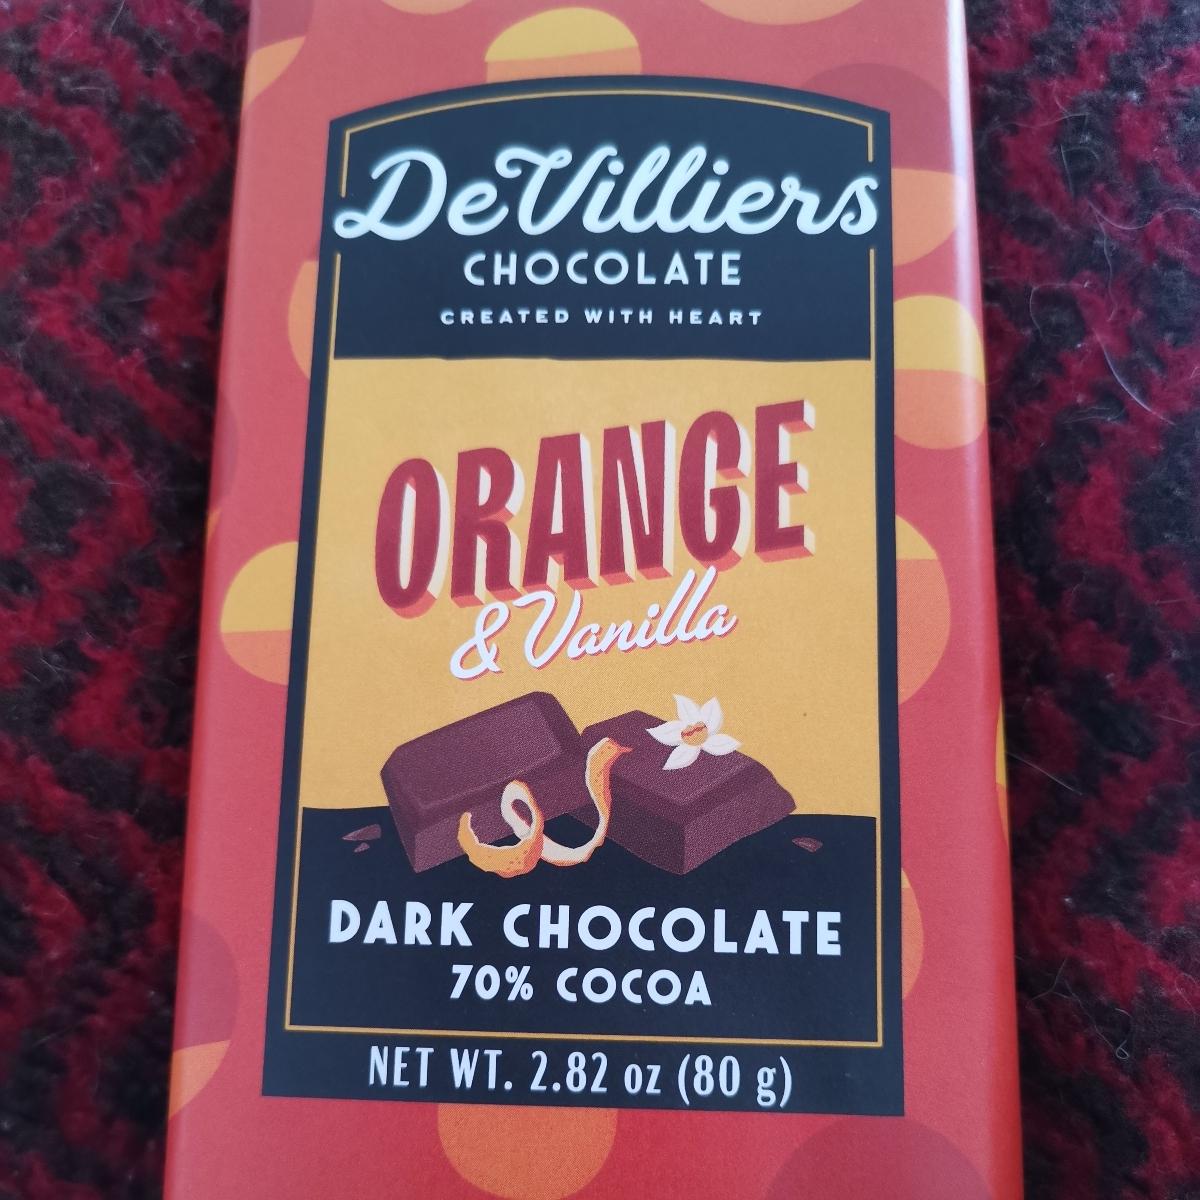 DeVilliers
CHOCOLATE
CREATED WITH HEART
ORANGE
& Vanilla
DARK CHOCOLATE
70% COCOA
NET WT. 2.82 oz (80 g)